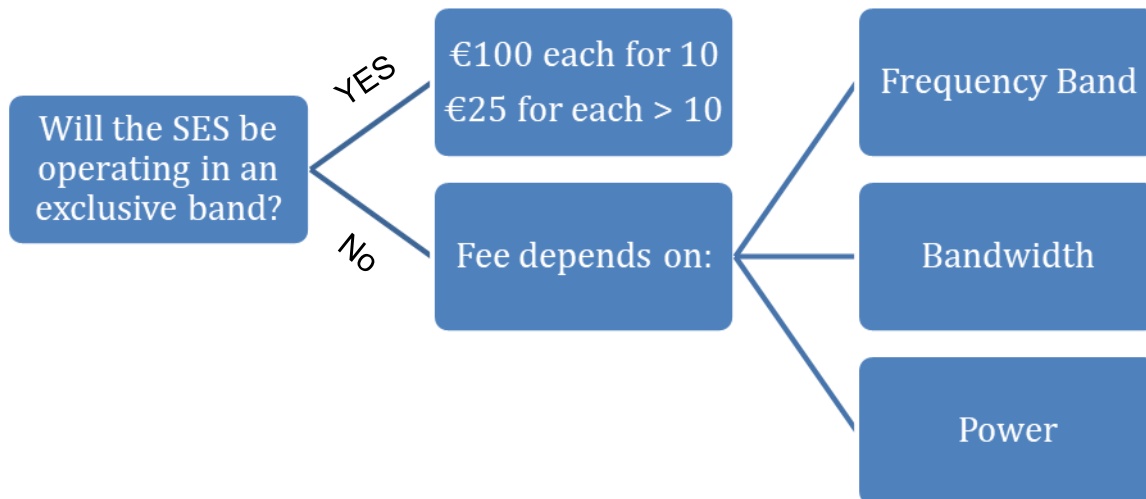 Will the SES be
operating in an
exclusive band?
YES
€100 each for 10
€25 for each > 10
No
Fee depends on:
Frequency Band
Bandwidth
Power